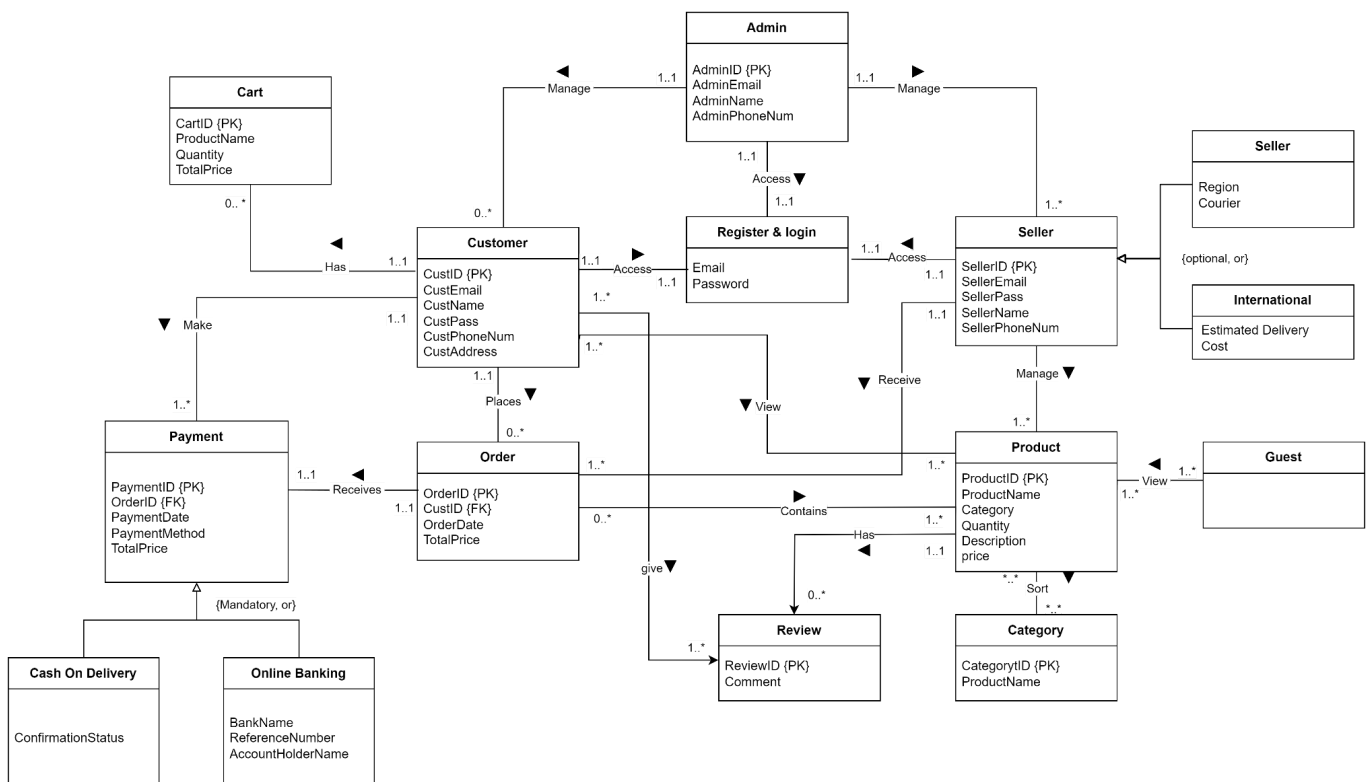 Admin
AdminID {PK}
AdminEmail
AdminName
AdminPhoneNum
1..1
Manage
1..1
Manage
Cart
CartID {PK}
ProductName
Quantity
TotalPrice
0.. *
1..1
Access
1..1
Seller
Region
Courier
0..*
1..*
Customer
CustID {PK}
CustEmail
CustName
CustPass
CustPhoneNum
CustAddress
Has
1..1
1..1
Access
1..1
Register & login
Email
Password
1..1
Access
1..1
Seller
SellerID {PK}
SellerEmail
SellerPass
SellerName
SellerPhoneNum
{optional, or}
International
Estimated Delivery
Cost
Make
1..1
1..*
1..*
1..*
1..1
Receive
Manage
1..*
View
1..1
Places
0..*
Payment
PaymentID {PK}
OrderID {FK}
PaymentDate
PaymentMethod
TotalPrice
1..1
Receives
1..1
Order
OrderID {PK}
CustID {FK}
OrderDate
TotalPrice
1..*
0..*
Contains
1..*
1..*
Product
ProductID {PK}
ProductName
Category
Quantity
Description
price
1..*
View
1..*
Guest
Has
1..1
0..*
give
1..*
*..*
Sort
*..*
{Mandatory, or}
Cash On Delivery
ConfirmationStatus
Online Banking
BankName
ReferenceNumber
AccountHolderName
Review
ReviewID {PK}
Comment
Category
CategorytID {PK}
ProductName